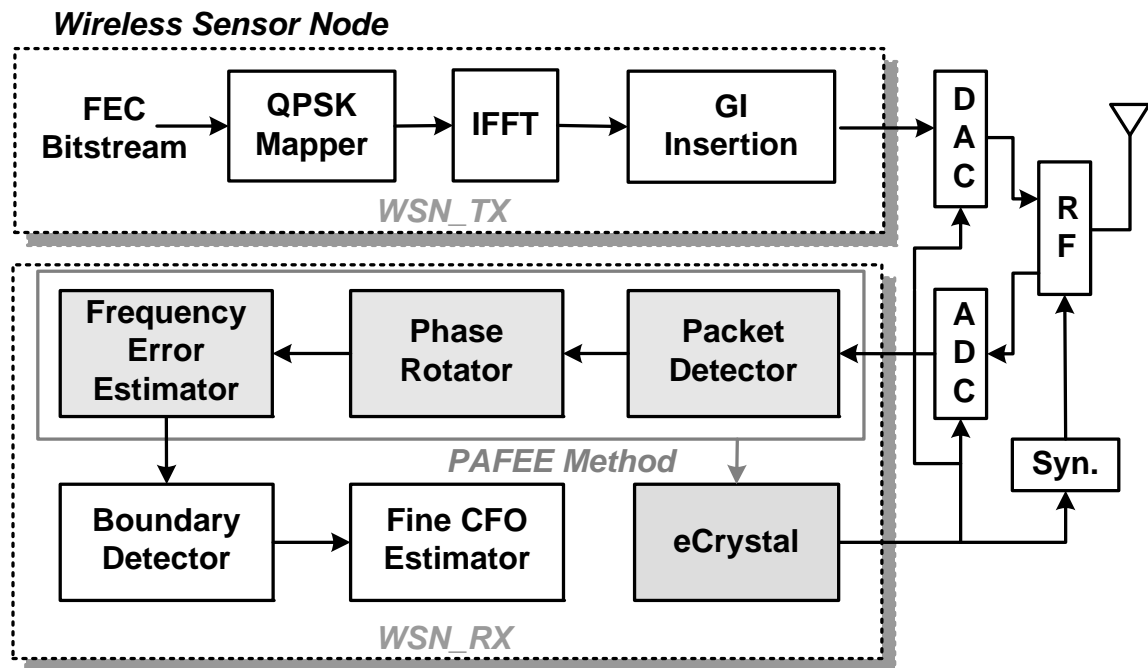 Wireless Sensor Node
FEC
Bitstream
QPSK
Mapper
IFFT
GI
Insertion
WSN_TX
D
A
C
R
F
Frequency
Error
Estimator
Phase
Rotator
Packet
Detector
A
D
C
PAFEE Method
Syn.
Boundary
Detector
Fine CFO
Estimator
eCrystal
WSN_RX